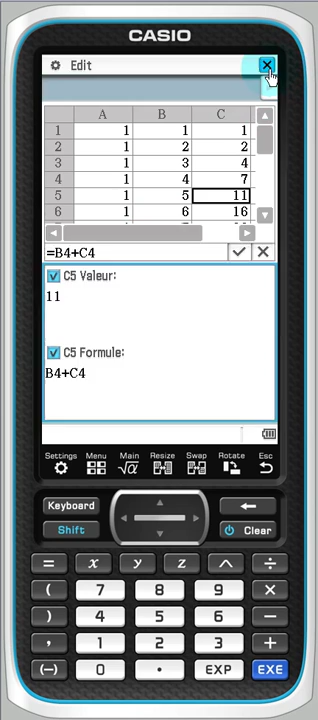 CASIO
Edit
A B C
1 1 1 1
2 1 2 2
3 1 3 4
4 1 4 7
5 1 5 11
6 1 6 16
=B4+C4
C5 Valeur:
11
C5 Formule:
B4+C4
Settings Menu Main Resize Swap Rotate Esc
√α
Keyboard
Shift Clear
= x y z ^ ÷
( 7 8 9 ×
) 4 5 6 −
, 1 2 3 +
(−) 0 • EXP EXE